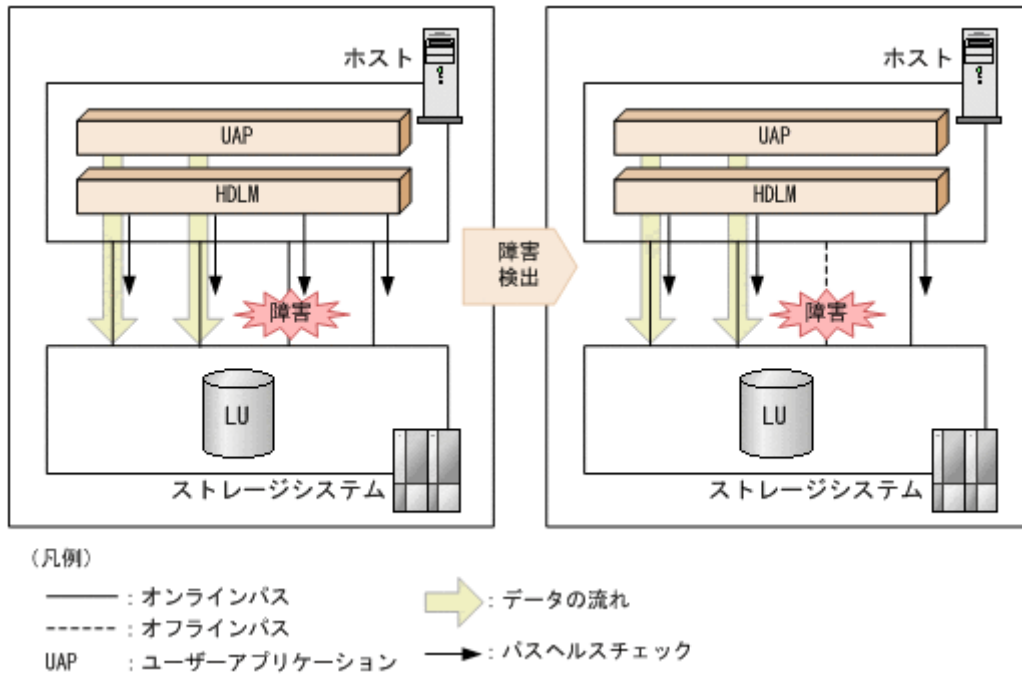 ホスト
UAP
HDLM
障害
LU
ストレージシステム
障害
検出
ホスト
UAP
HDLM
障害
LU
ストレージシステム
(凡例)
:オンラインパス
:オフラインパス
UAP :ユーザーアプリケーション
:データの流れ
:パスヘルスチェック